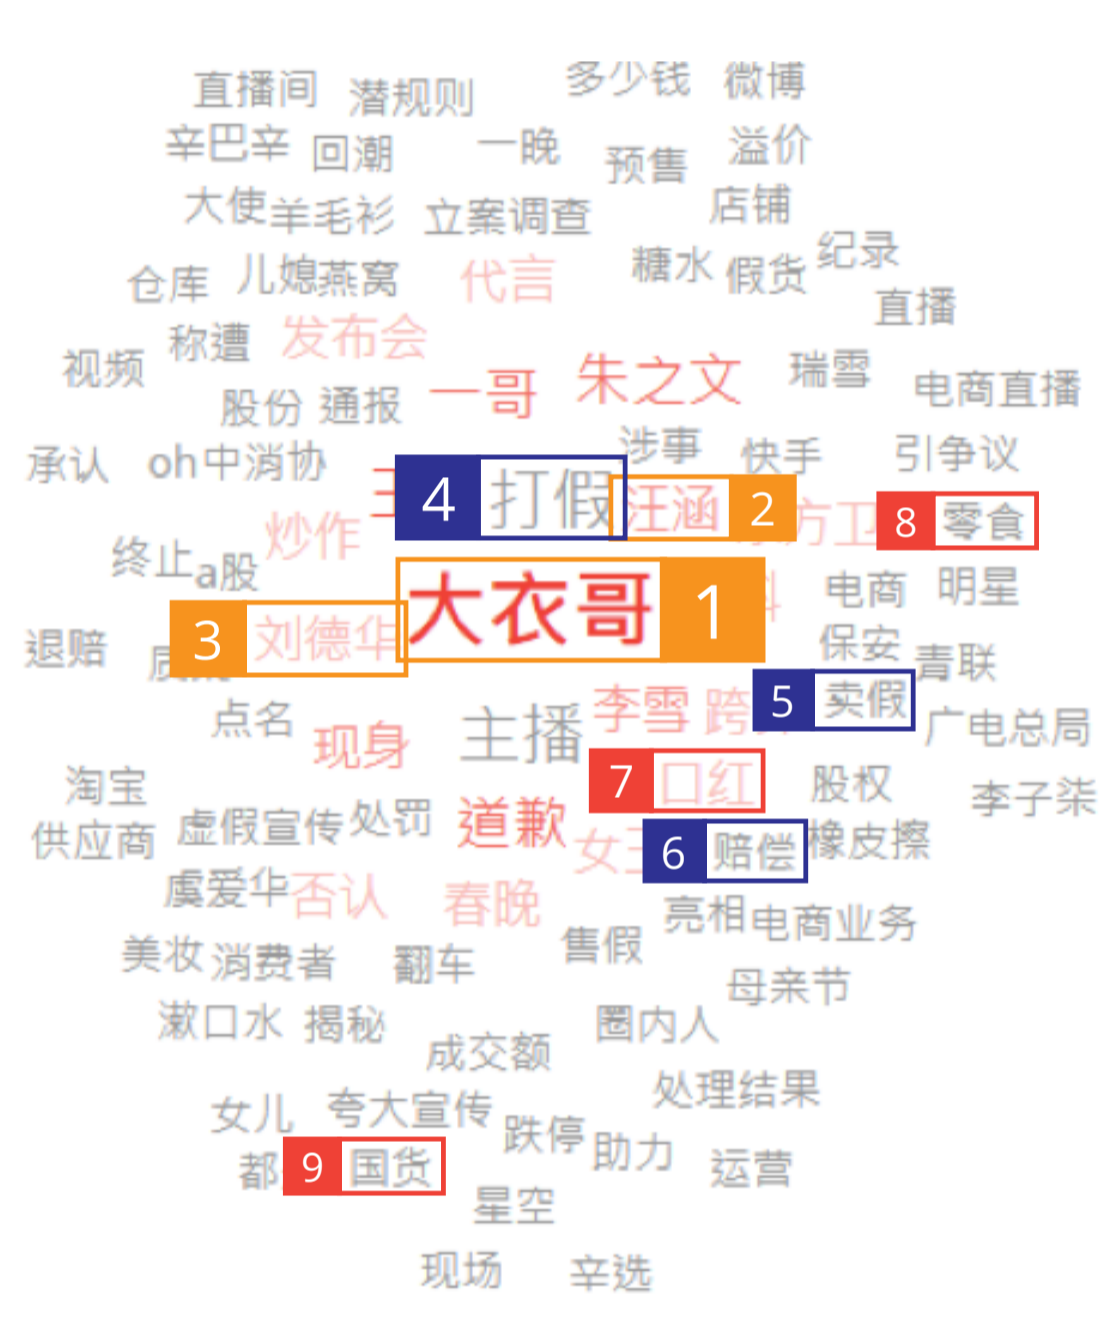 直播间 潜规则 多少钱 微博
辛巴辛 回潮 一晚 预售 溢价
大使 羊毛衫 立案调查 店铺
仓库 儿媳 燕窝 代言 糖水 假货 纪录
直播
称遭 发布会
视频 一哥 朱之文 瑞雪 电商直播
股份 通报
承认 oh 中消协 涉事 快手 引争议
4 打假 汪涵 2 方卫 8 零食
炒作
终止 a股 大衣哥 1 电商 明星
退赔 3 刘德华 保安 青联
点名 现身 主播 李雪 跨 5 卖假 广电总局
淘宝 7 口红 股权 李子柒
供应商 虚假宣传 处罚 道歉 女王 6 赔偿 橡皮擦
虞爱华 否认 春晚 亮相 电商业务
美妆 消费者 翻车 售假
母亲节
漱口水 揭秘 成交额 圈内人
女儿 夸大宣传 跌停 处理结果
都 9 国货 助力 运营
星空
现场 辛选